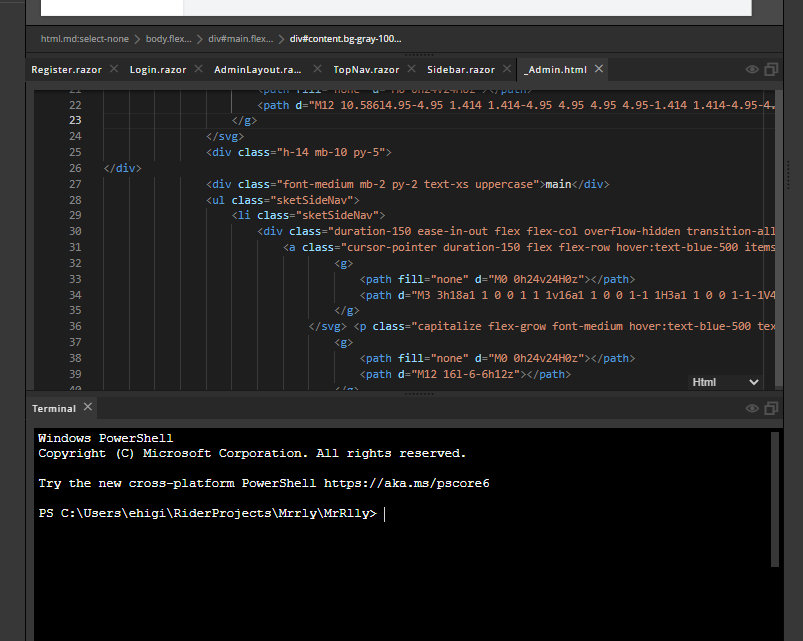 html.md:select-none > body.flex... > div#main.flex... > div#content.bg-gray-100...
Register.razor × Login.razor × AdminLayout.ra... × TopNav.razor × Sidebar.razor × _Admin.html ×
21 <path fill="none" d="M0 0h24v24H0z"></path>
22 <path d="M12 10.586l4.95-4.95 1.414 1.414-4.95 4.95 4.95 4.95-1.414 1.414-4.95-4.
23 </g>
24 </svg>
25 <div class="h-14 mb-10 py-5">
26 </div>
27 <div class="font-medium mb-2 py-2 text-xs uppercase">main</div>
28 <ul class="sketSideNav">
29 <li class="sketSideNav">
30 <div class="duration-150 ease-in-out flex flex-col overflow-hidden transition-all
31 <a class="cursor-pointer duration-150 flex flex-row hover:text-blue-500 items
32 <g>
33 <path fill="none" d="M0 0h24v24H0z"></path>
34 <path d="M3 3h18a1 1 0 0 1 1 1v16a1 1 0 0 1-1 1H3a1 1 0 0 1-1-1V4
35 </g>
36 </svg> <p class="capitalize flex-grow font-medium hover:text-blue-500 tex
37 <g>
38 <path fill="none" d="M0 0h24v24H0z"></path>
39 <path d="M12 16l-6-6h12z"></path>
40 </g>
Html
Terminal ×
Windows PowerShell
Copyright (C) Microsoft Corporation. All rights reserved.
Try the new cross-platform PowerShell https://aka.ms/pscore6
PS C:\Users\ehigi\RiderProjects\Mrrly\MrRlly>